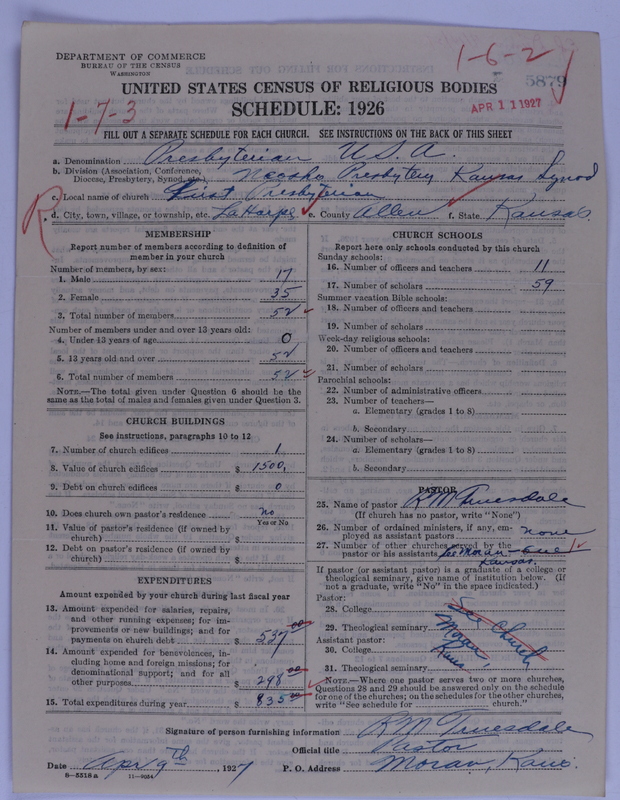 DEPARTMENT OF COMMERCE
BUREAU OF THE CENSUS
WASHINGTON
1-6-2
5879
APR 11 1927
UNITED STATES CENSUS OF RELIGIOUS BODIES
1-7-3
SCHEDULE: 1926
FILL OUT A SEPARATE SCHEDULE FOR EACH CHURCH. SEE INSTRUCTIONS ON THE BACK OF THIS SHEET
a. Denomination Presbyterian U.S.A.
b. Division (Association, Conference, Diocese, Presbytery, Synod, etc.) Neosho Presbytery Kansas Synod
c. Local name of church First Presbyterian
R
d. City, town, village, or township, etc. LaHarpe e. County Allen f. State Kansas.
MEMBERSHIP
Report number of members according to definition of
member in your church
Number of members, by sex:
1. Male 17
2. Female 35
3. Total number of members 52
Number of members under and over 13 years old:
4. Under 13 years of age 0
5. 13 years old and over 52
6. Total number of members 52
NOTE.—The total given under Question 6 should be
same as the total of males and females given under Question 3.
CHURCH BUILDINGS
See instructions, paragraphs 10 to 12
7. Number of church edifices 1
8. Value of church edifices $ 1500,
9. Debt on church edifices $ 0
10. Does church own pastor's residence no
Yes or No
11. Value of pastor's residence (if owned by
church) $
12. Debt on pastor's residence (if owned by
church) $
EXPENDITURES
Amount expended by your church during last fiscal year
13. Amount expended for salaries, repairs,
and other running expenses; for im-
provements or new buildings; and for
payments on church debt $ 537 00
14. Amount expended for benevolences, in-
cluding home and foreign missions; for
denominational support; and for all
other purposes $ 298 00
15. Total expenditures during year $ 835 00
CHURCH SCHOOLS
Report here only schools conducted by this church
Sunday schools:
16. Number of officers and teachers 11
17. Number of scholars 59
Summer vacation Bible schools:
18. Number of officers and teachers
19. Number of scholars
Week-day religious schools:
20. Number of officers and teachers
21. Number of scholars
Parochial schools:
22. Number of administrative officers
23. Number of teachers—
a. Elementary (grades 1 to 8)
b. Secondary
24. Number of scholars—
a. Elementary (grades 1 to 8)
b. Secondary
PASTOR
25. Name of pastor R M Truesdale
(If church has no pastor, write "None")
26. Number of ordained ministers, if any, em-
ployed as assistant pastors none
27. Number of other churches served by the
pastor or his assistants Moran one 1
Kansas.
If pastor (or assistant pastor) is a graduate of a college or
theological seminary, give name of institution below. (If
not a graduate, write "No" in the space indicated.)
Pastor:
28. College
29. Theological seminary
Assistant pastor:
30. College
31. Theological seminary
See Church
Moran,
Kans
NOTE.—Where one pastor serves two or more churches,
Questions 28 and 29 should be answered only on the schedule
for one of the churches; on the schedules for the other churches,
write "See schedule for church."
Signature of person furnishing information R M Truesdale
Official title Pastor
Date Apr 9th, 1927 P. O. Address Moran, Kans.
8-5318 a 11-9034